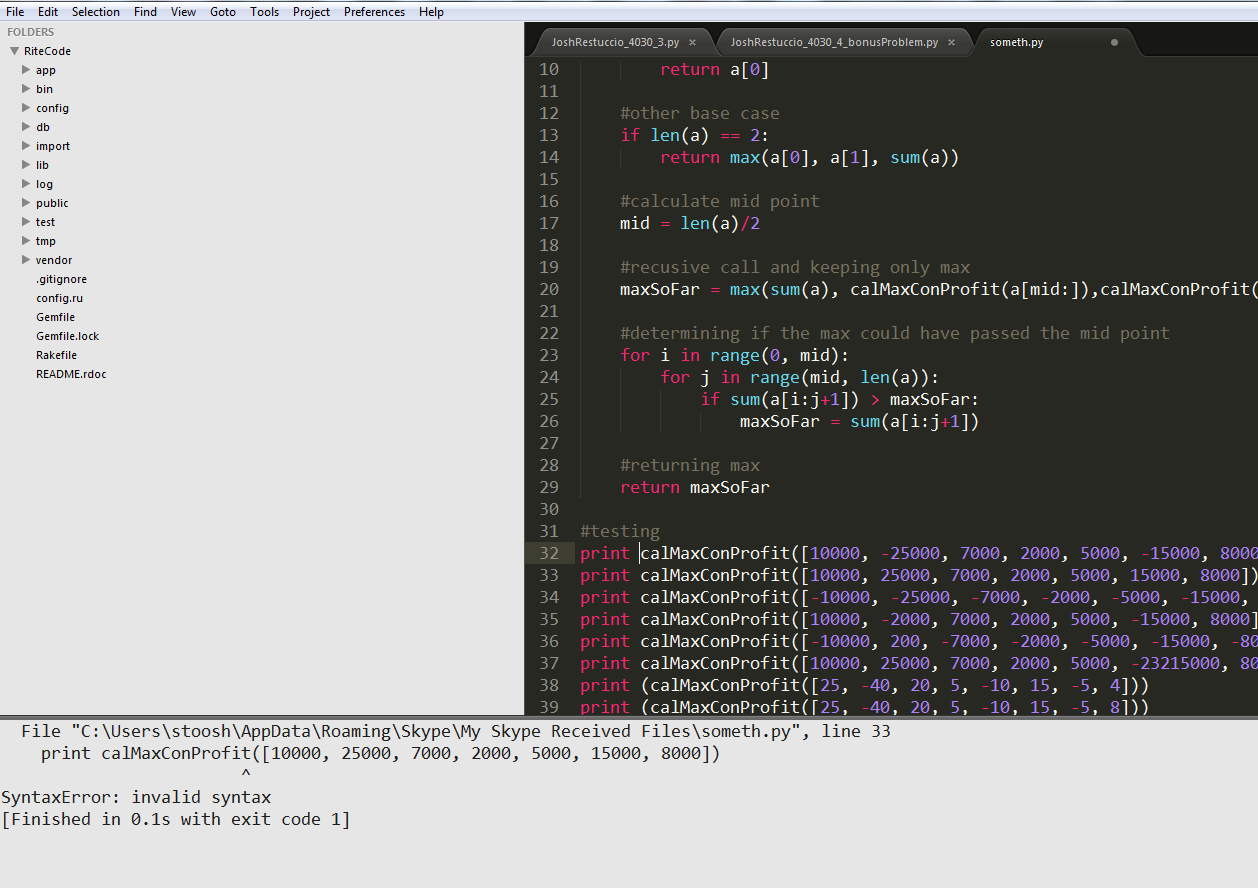 File Edit Selection Find View Goto Tools Project Preferences Help
FOLDERS
RiteCode
app
bin
config
db
import
lib
log
public
test
tmp
vendor
.gitignore
config.ru
Gemfile
Gemfile.lock
Rakefile
README.rdoc
JoshRestuccio_4030_3.py × JoshRestuccio_4030_4_bonusProblem.py × someth.py
10 return a[0]
11
12 #other base case
13 if len(a) == 2:
14 return max(a[0], a[1], sum(a))
15
16 #calculate mid point
17 mid = len(a)/2
18
19 #recusive call and keeping only max
20 maxSoFar = max(sum(a), calMaxConProfit(a[mid:]),calMaxConProfit(
21
22 #determining if the max could have passed the mid point
23 for i in range(0, mid):
24 for j in range(mid, len(a)):
25 if sum(a[i:j+1]) > maxSoFar:
26 maxSoFar = sum(a[i:j+1])
27
28 #returning max
29 return maxSoFar
30
31 #testing
32 print calMaxConProfit([10000, -25000, 7000, 2000, 5000, -15000, 8000
33 print calMaxConProfit([10000, 25000, 7000, 2000, 5000, 15000, 8000])
34 print calMaxConProfit([-10000, -25000, -7000, -2000, -5000, -15000,
35 print calMaxConProfit([10000, -2000, 7000, 2000, 5000, -15000, 8000]
36 print calMaxConProfit([-10000, 200, -7000, -2000, -5000, -15000, -80
37 print calMaxConProfit([10000, 25000, 7000, 2000, 5000, -23215000, 80
38 print (calMaxConProfit([25, -40, 20, 5, -10, 15, -5, 4]))
39 print (calMaxConProfit([25, -40, 20, 5, -10, 15, -5, 8]))
File "C:\Users\stoosh\AppData\Roaming\Skype\My Skype Received Files\someth.py", line 33
print calMaxConProfit([10000, 25000, 7000, 2000, 5000, 15000, 8000])
^
SyntaxError: invalid syntax
[Finished in 0.1s with exit code 1]